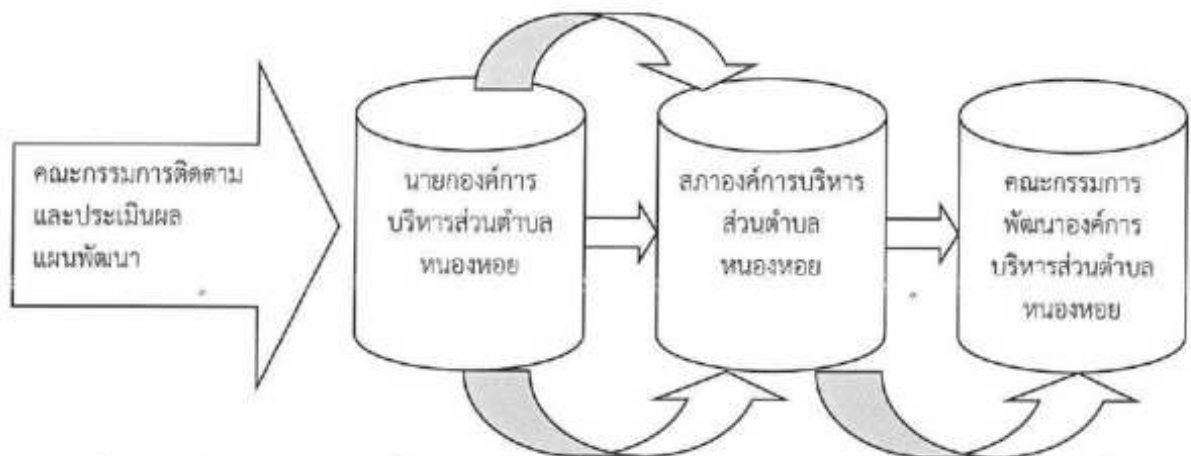 คณะกรรมการติดตาม
และประเมินผล
แผนพัฒนา
นายกองค์การ
บริหารส่วนตำบล
หนองหอย
สภาองค์การบริหาร
ส่วนตำบล
หนองหอย
คณะกรรมการ
พัฒนาองค์การ
บริหารส่วนตำบล
หนองหอย